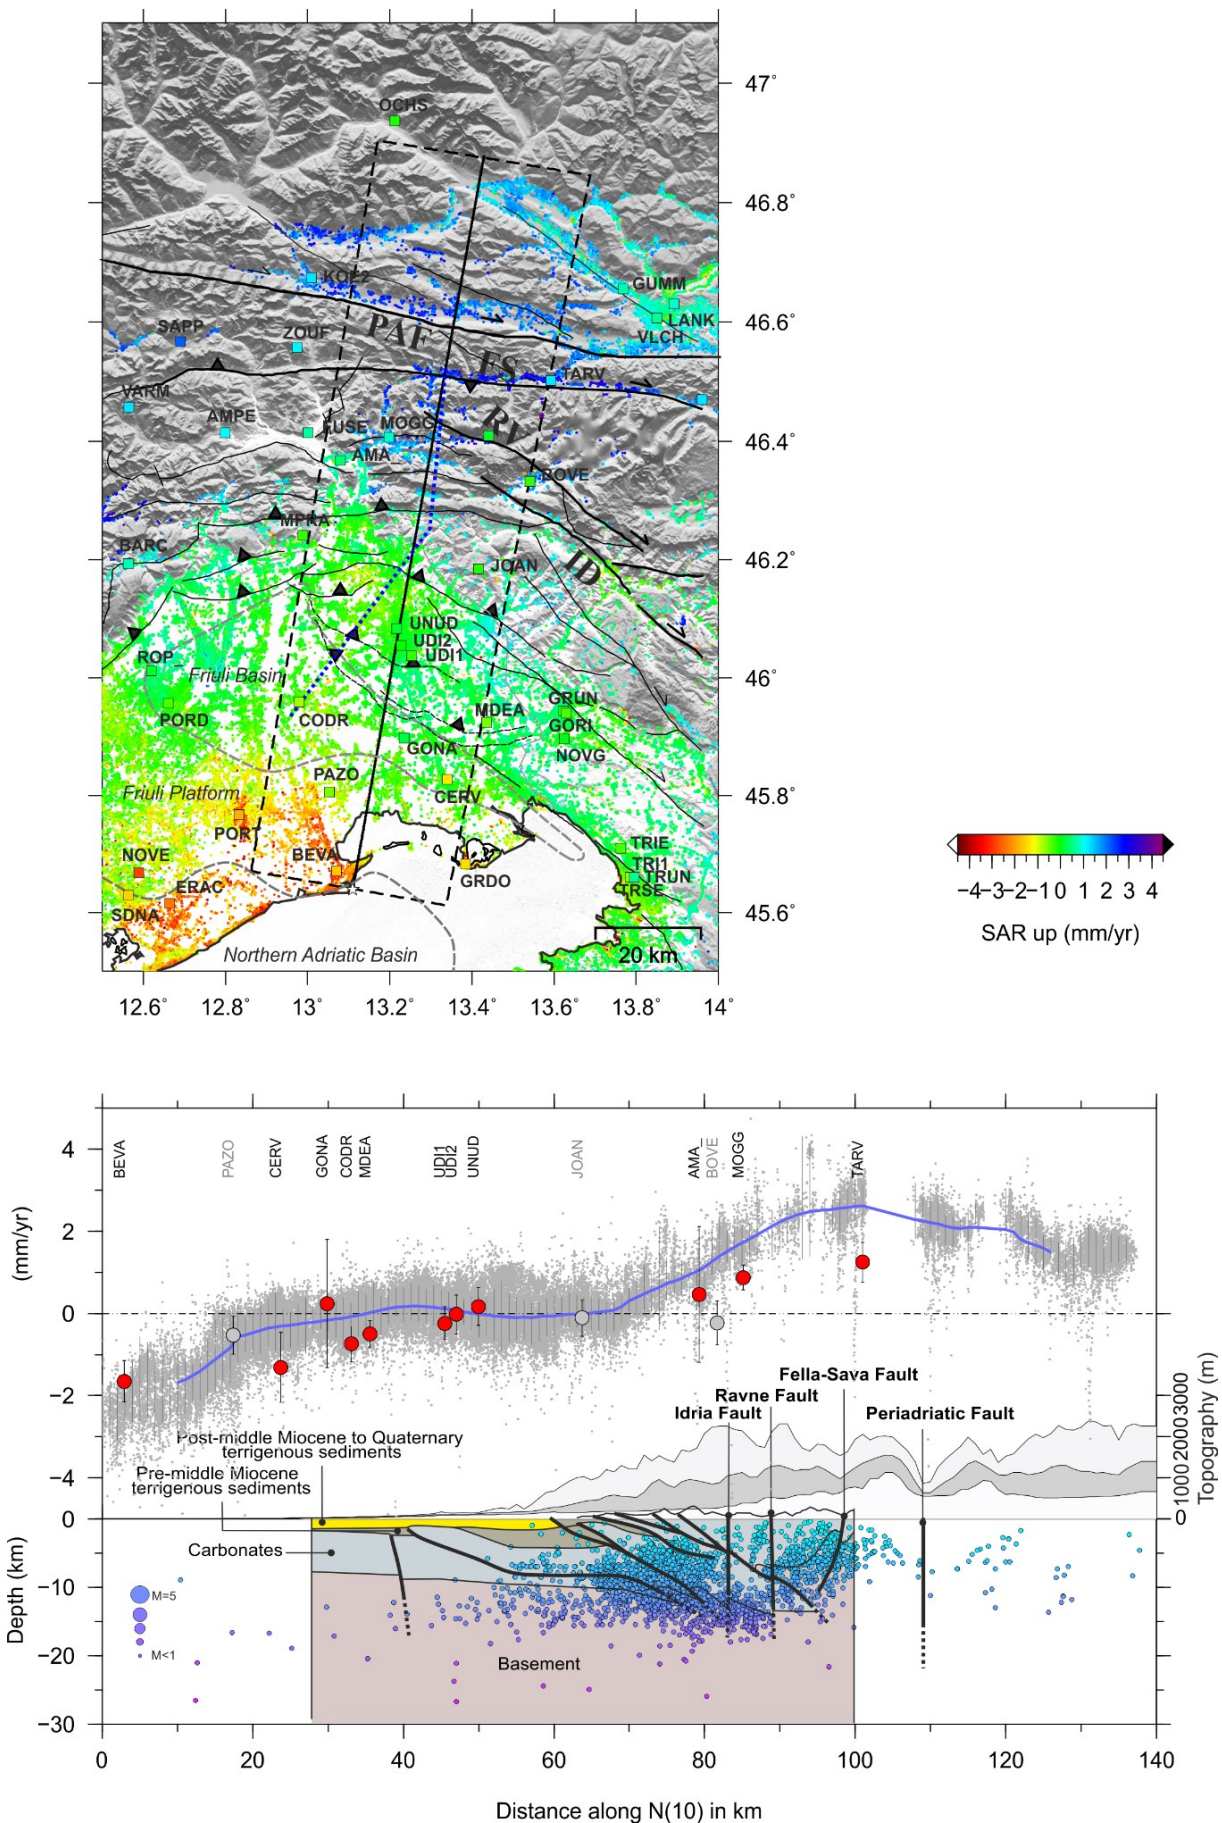 OCHS
47°
46.8°
KOE2
GUMM
LANK
VLCH
46.6°
SAPP
ZOUF
PAF
FS
TARV
VARM
AMPE
FUSE
MOGG
RV
46.4°
AMA_
BOVE
MPRA
BARC
JOAN
ID
46.2°
UNUD
UDI2
UDI1
ROP_
Friuli Basin
46°
PORD
CODR
MDEA
GRUN
GORI
GONA
NOVG
PAZO
Friuli Platform
CERV
45.8°
PORT
NOVE
BEVA
TRIE
TRI1
TRUN
TRSE
ERAC
GRDO
SDNA
45.6°
Northern Adriatic Basin
20 km
12.6° 12.8° 13° 13.2° 13.4° 13.6° 13.8° 14°
−4−3−2−1 0 1 2 3 4
SAR up (mm/yr)
BEVA
PAZO
CERV
GONA
CODR
MDEA
UDI1
UDI2
UNUD
JOAN
AMA_
BOVE
MOGG
TARV
4
2
0
−2
−4
(mm/yr)
Fella-Sava Fault
Ravne Fault
Idria Fault
Periadriatic Fault
Post-middle Miocene to Quaternary
terrigenous sediments
Pre-middle Miocene
terrigenous sediments
0 1000 2000 3000
Topography (m)
Carbonates
M=5
M<1
Basement
0
−10
−20
−30
Depth (km)
0 20 40 60 80 100 120 140
Distance along N(10) in km